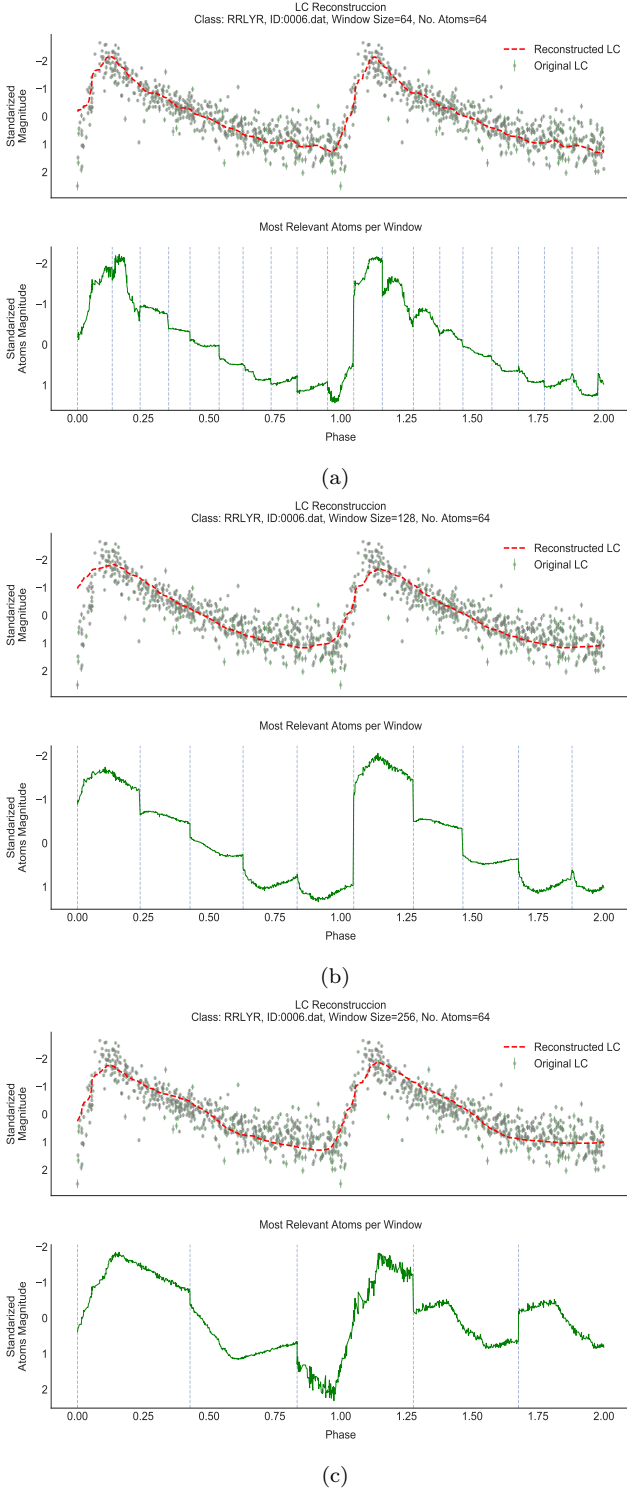 LC Reconstruccion
Class: RRLYR, ID:0006.dat, Window Size=64, No. Atoms=64
Reconstructed LC
Original LC
Standarized
Magnitude
−2
−1
0
1
2
Most Relevant Atoms per Window
Standarized
Atoms Magnitude
−2
−1
0
1
0.00 0.25 0.50 0.75 1.00 1.25 1.50 1.75 2.00
Phase
(a)
LC Reconstruccion
Class: RRLYR, ID:0006.dat, Window Size=128, No. Atoms=64
Reconstructed LC
Original LC
Standarized
Magnitude
−2
−1
0
1
2
Most Relevant Atoms per Window
Standarized
Atoms Magnitude
−2
−1
0
1
0.00 0.25 0.50 0.75 1.00 1.25 1.50 1.75 2.00
Phase
(b)
LC Reconstruccion
Class: RRLYR, ID:0006.dat, Window Size=256, No. Atoms=64
Reconstructed LC
Original LC
Standarized
Magnitude
−2
−1
0
1
2
Most Relevant Atoms per Window
Standarized
Atoms Magnitude
−2
−1
0
1
2
0.00 0.25 0.50 0.75 1.00 1.25 1.50 1.75 2.00
Phase
(c)